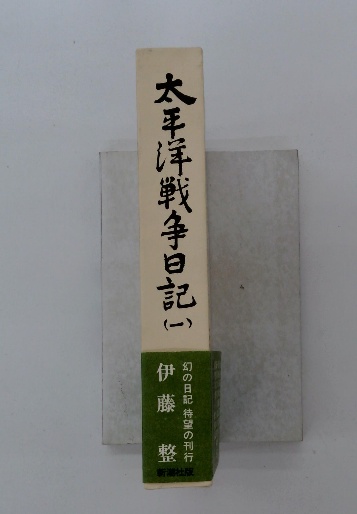 太平洋戦争日記
(一)
幻の日記 待望の刊行
伊藤 整
新潮社版